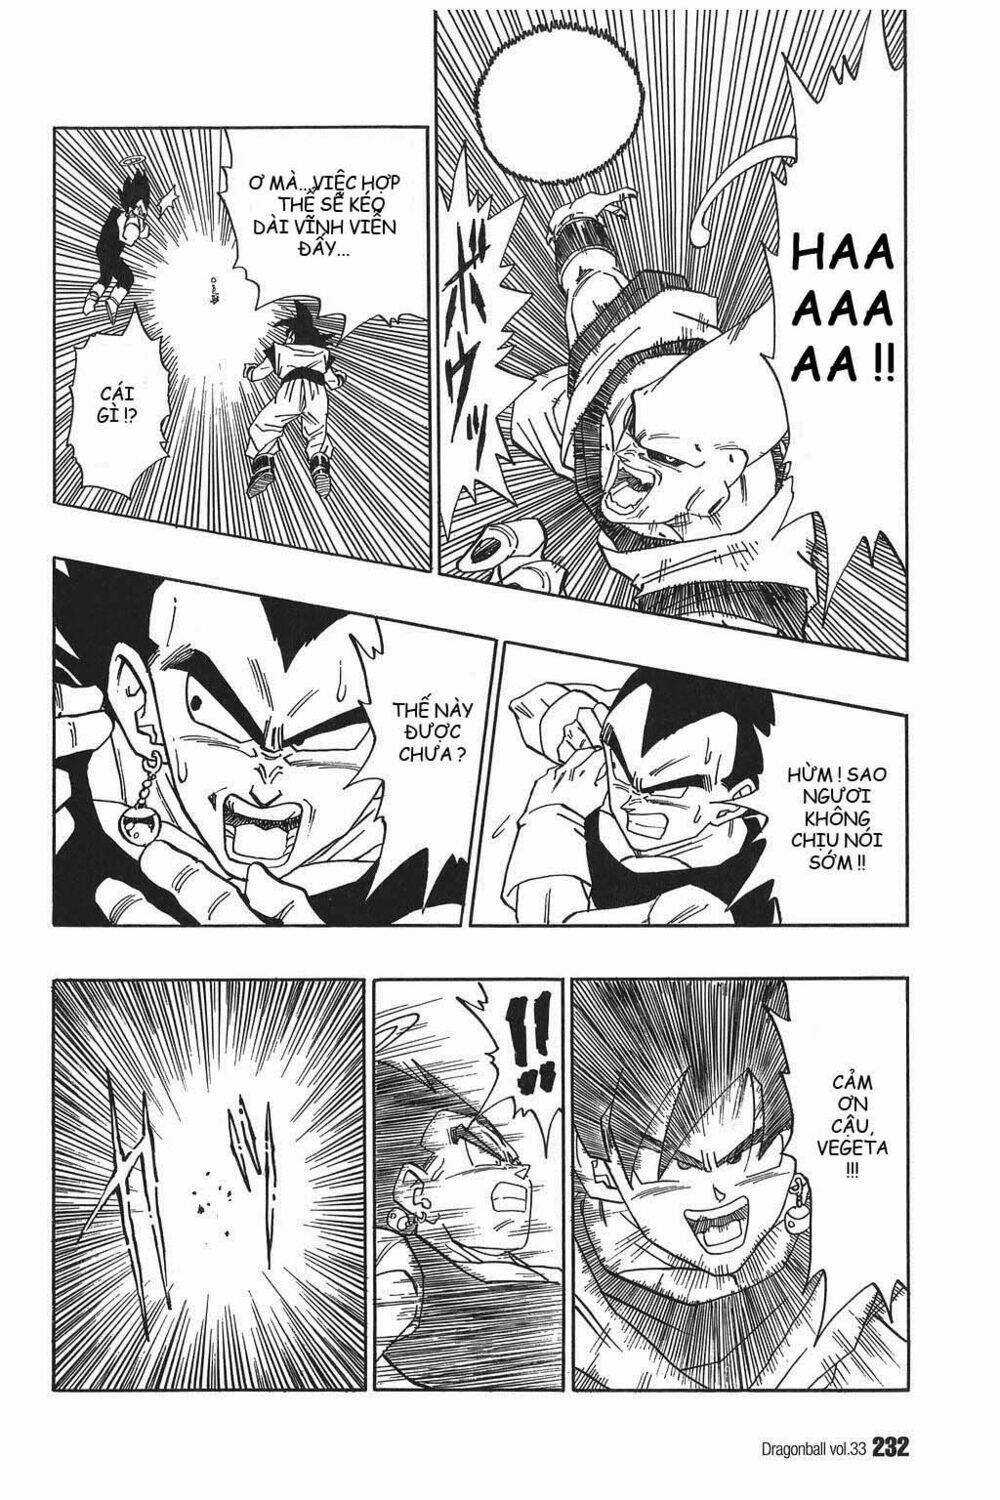 HAA
AAA
AA !!
Ơ MÀ...VIỆC HỢP
THỂ SẼ KÉO
DÀI VĨNH VIỄN
ĐẤY...
CÁI
GÌ !?
HỪM ! SAO
NGƯƠI
KHÔNG
CHỊU NÓI
SỚM !!
THẾ NÀY
ĐƯỢC
CHƯA ?
CẢM
ƠN
CẬU,
VEGETA
!!!
!!
Dragonball vol.33 232